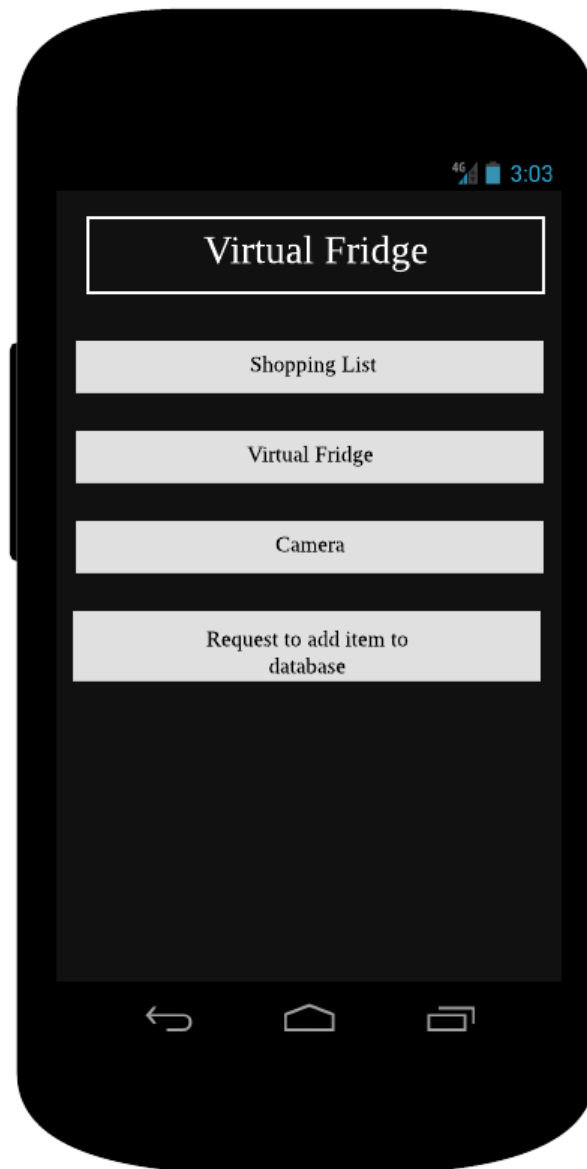 4G 3:03
Virtual Fridge
Shopping List
Virtual Fridge
Camera
Request to add item to
database